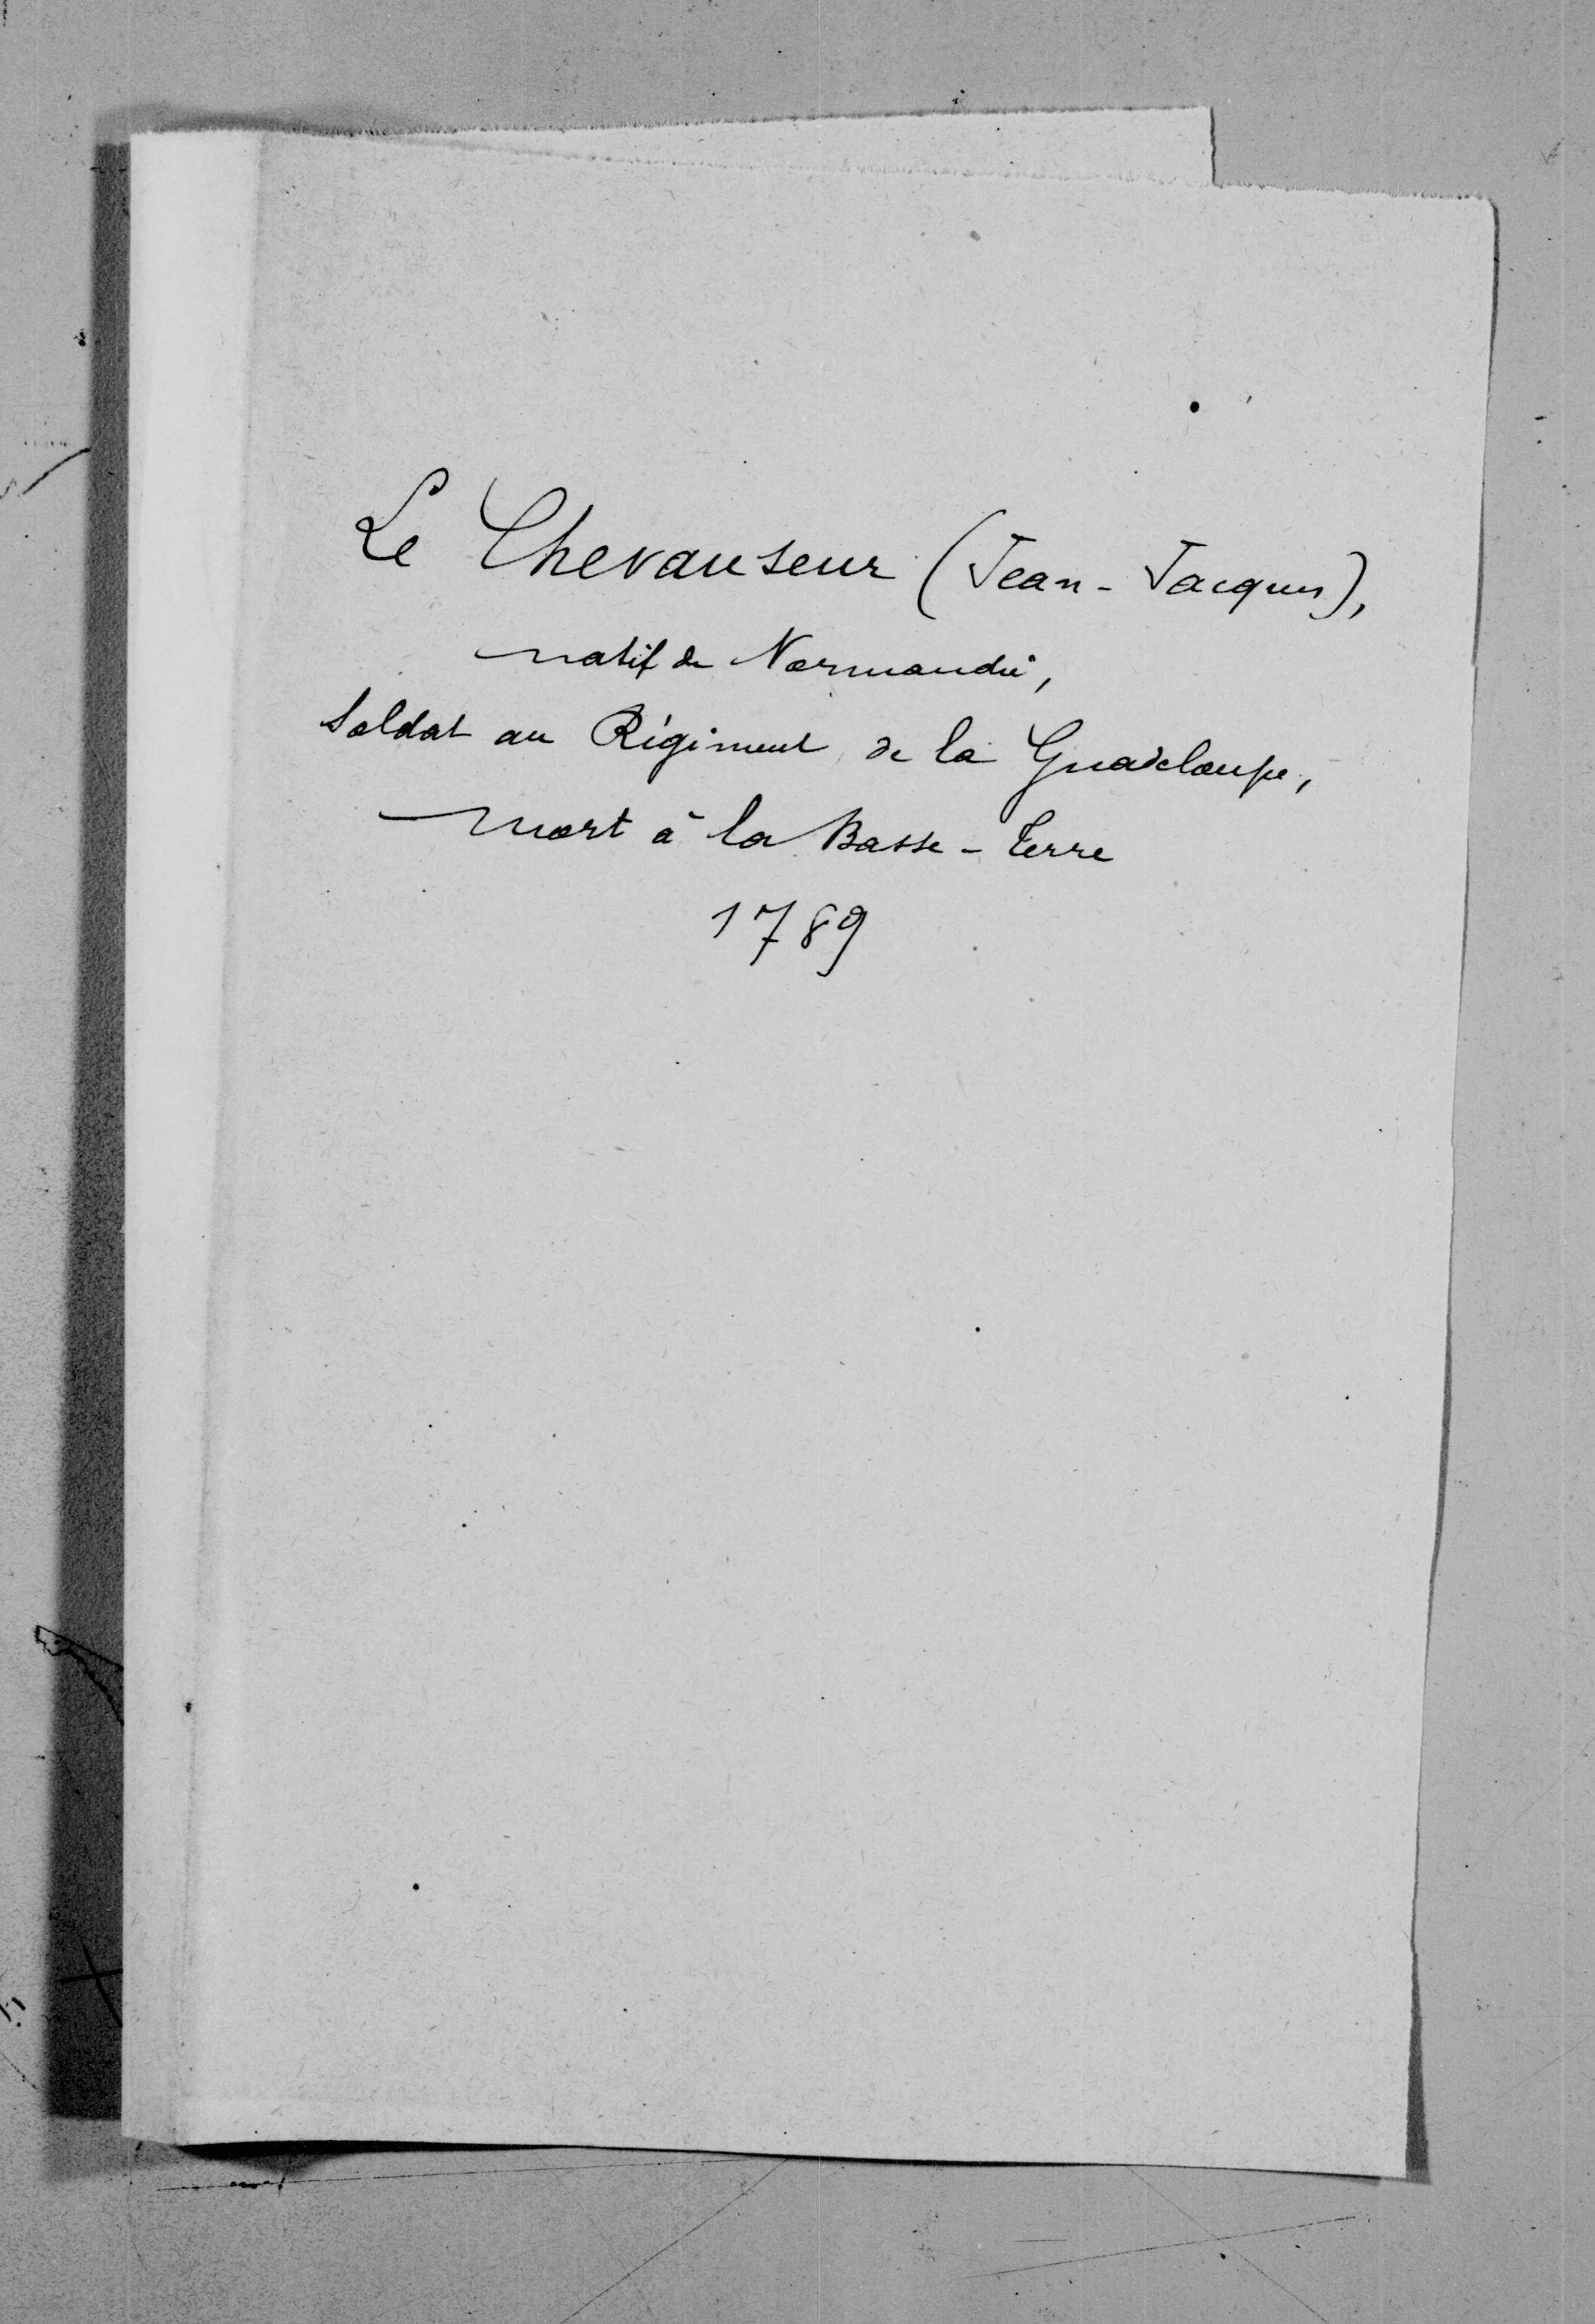 Le Chevauseur (Jean-Jacques),
natif de Normandie,
Soldat au Régiment de la Guadeloupe,
mort à la Basse-Terre
1789